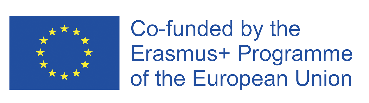 Co-funded by the
Erasmus+ Programme
of the European Union